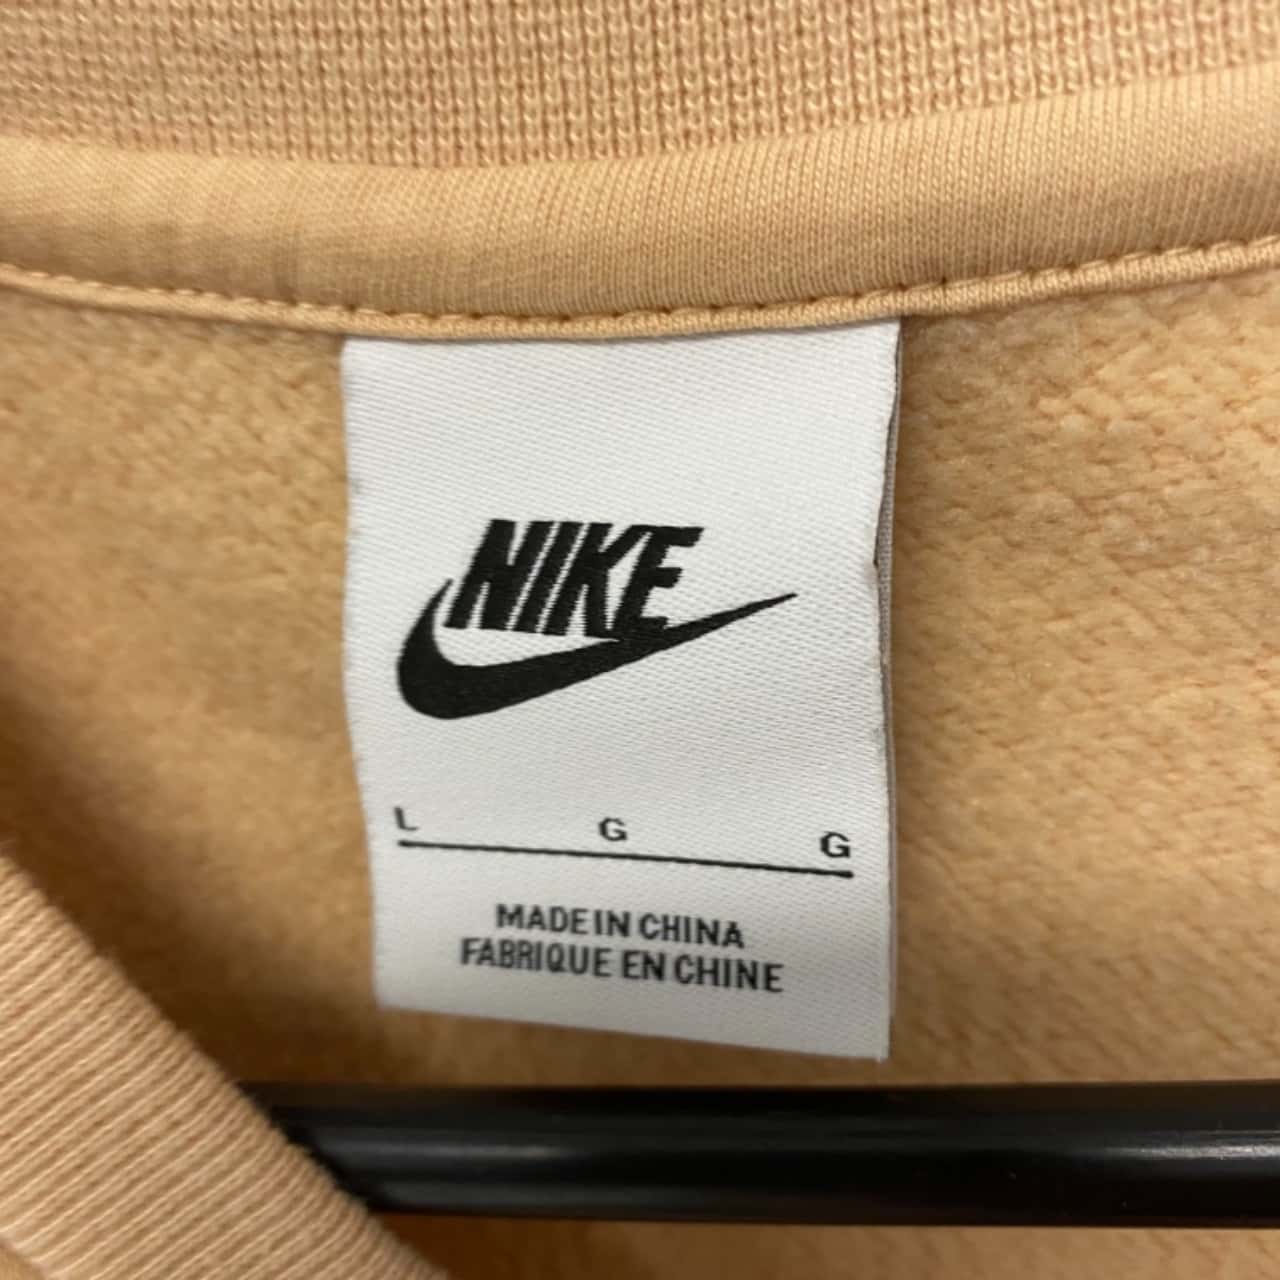 NIKE
L G G
MADE IN CHINA
FABRIQUE EN CHINE